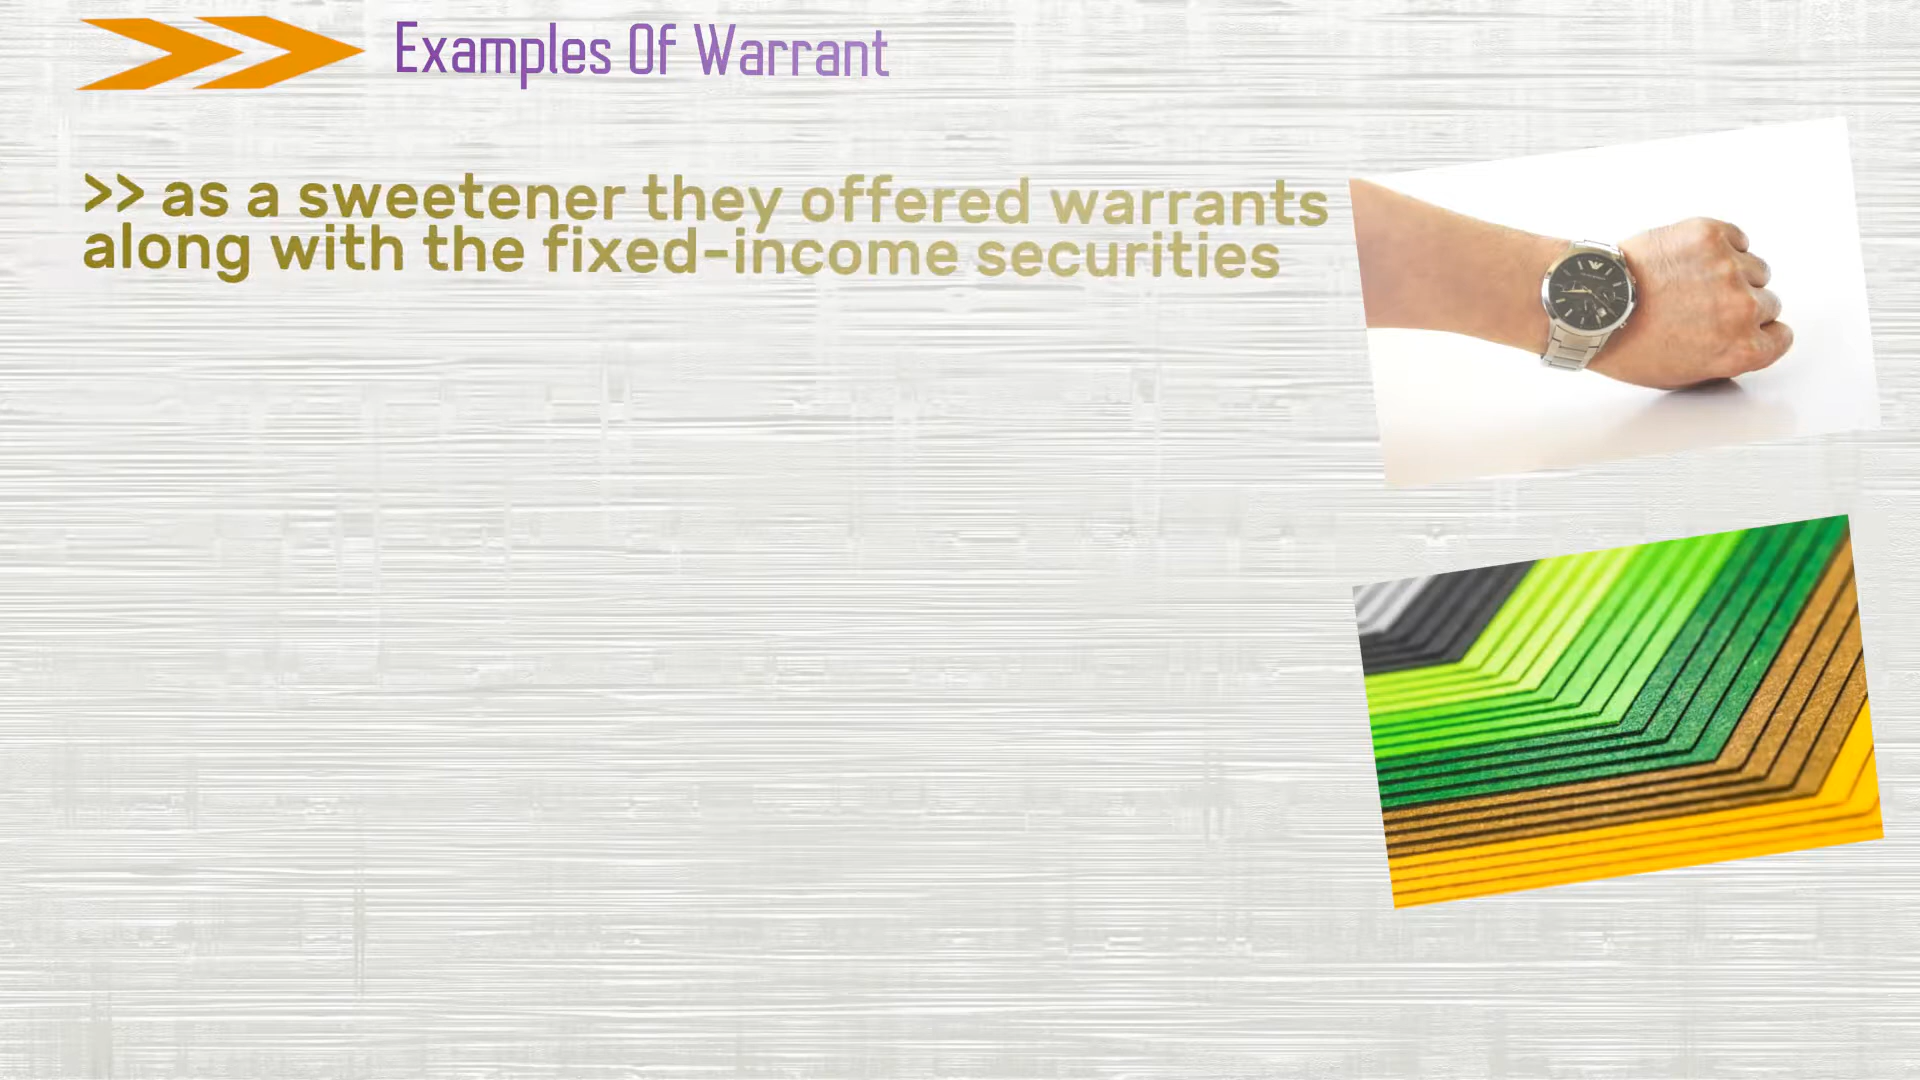 Examples Of Warrant
>> as a sweetener they offered warrants
along with the fixed-income securities